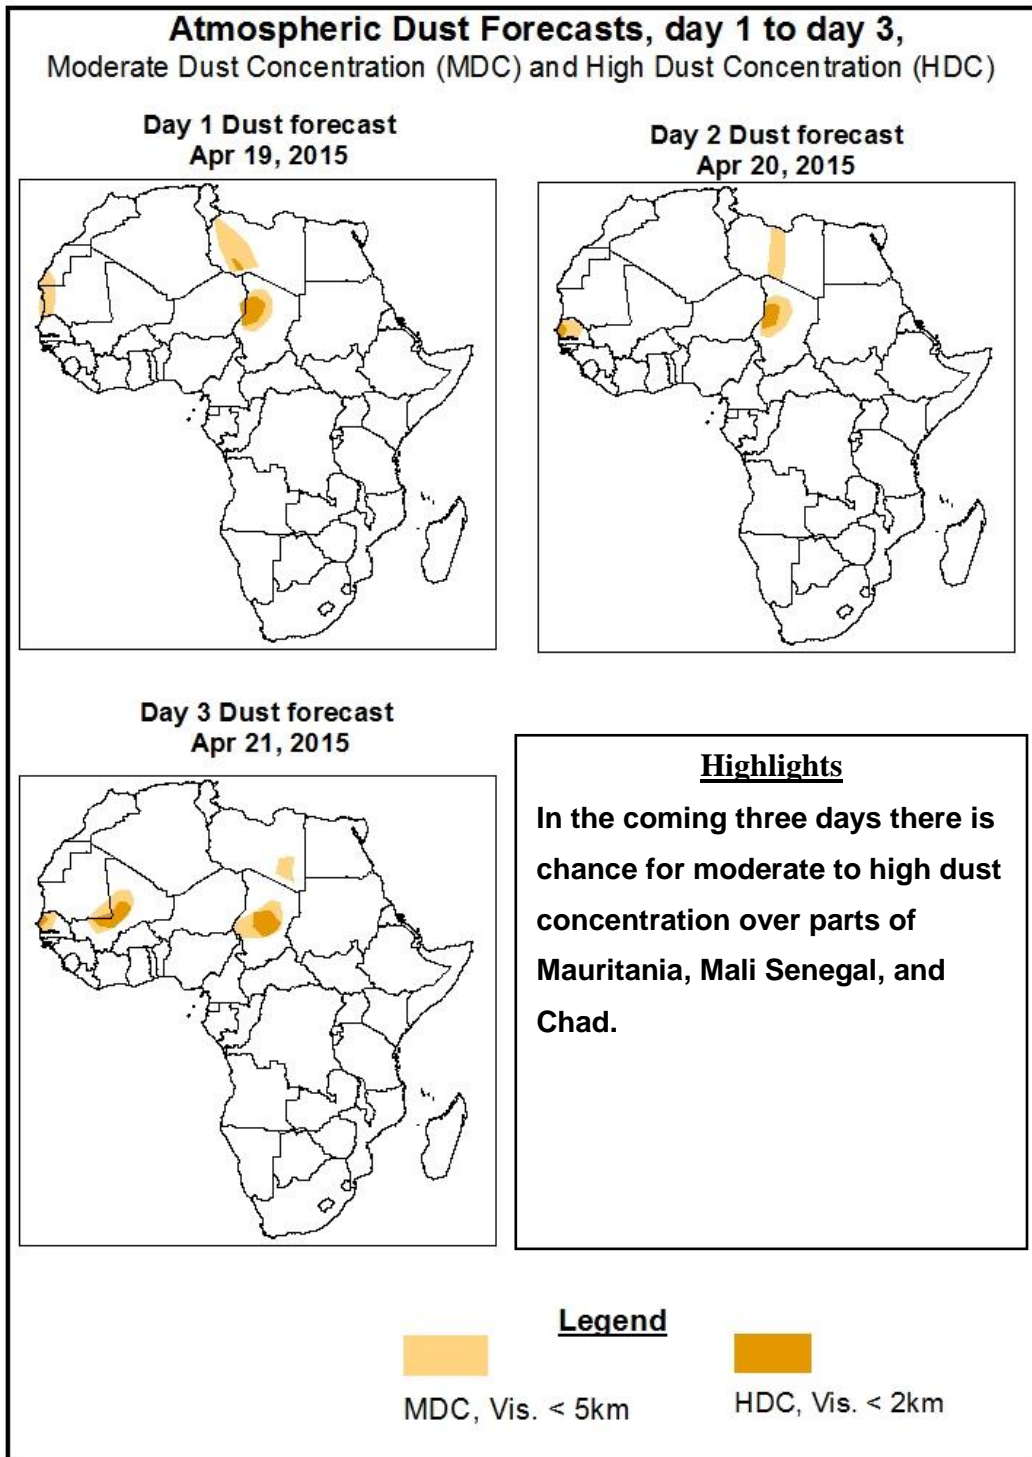 Atmospheric Dust Forecasts, day 1 to day 3,
Moderate Dust Concentration (MDC) and High Dust Concentration (HDC)
Day 1 Dust forecast
Apr 19, 2015
Day 2 Dust forecast
Apr 20, 2015
Day 3 Dust forecast
Apr 21, 2015
Highlights
In the coming three days there is
chance for moderate to high dust
concentration over parts of
Mauritania, Mali Senegal, and
Chad.
Legend
MDC, Vis. < 5km
HDC, Vis. < 2km